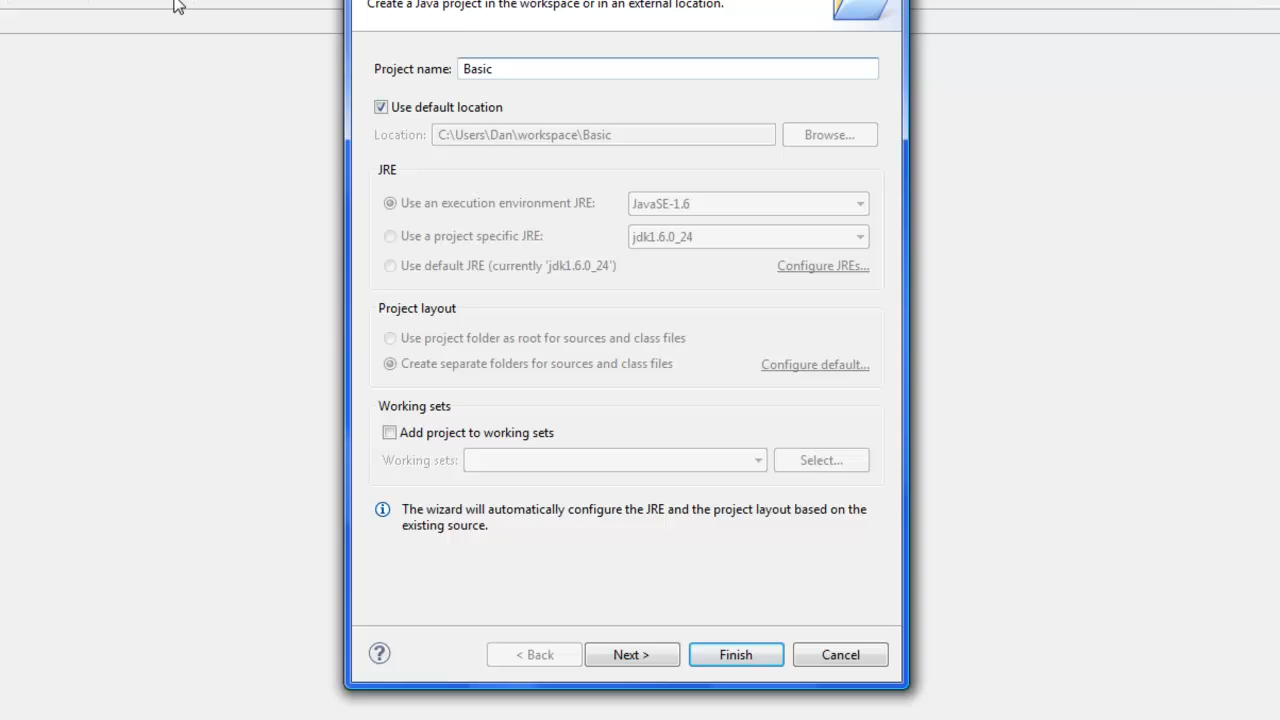 Create a Java project in the workspace or in an external location.
Project name: Basic
Use default location
Location: C:\Users\Dan\workspace\Basic Browse...
JRE
Use an execution environment JRE: JavaSE-1.6
Use a project specific JRE: jdk1.6.0_24
Use default JRE (currently 'jdk1.6.0_24') Configure JREs...
Project layout
Use project folder as root for sources and class files
Create separate folders for sources and class files Configure default...
Working sets
Add project to working sets
Working sets: Select...
The wizard will automatically configure the JRE and the project layout based on the
existing source.
? < Back Next > Finish Cancel